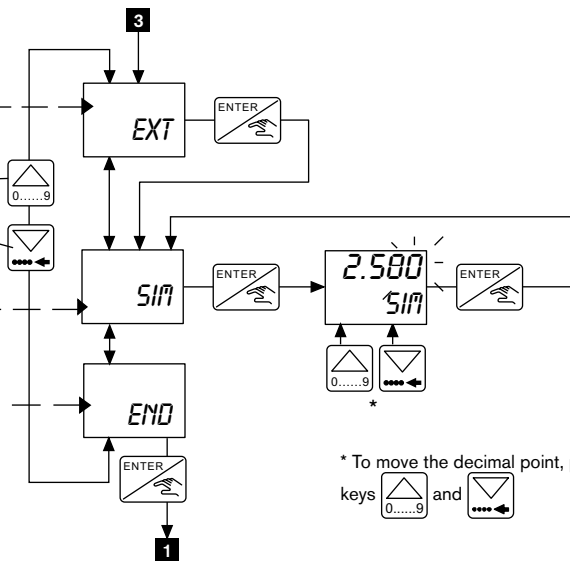 3
ENTER
EXT
0......9
2.500
ENTER
SIM
SIM
ENTER
0......9
END
*
ENTER
* To move the decimal point,
keys 0......9 and
1